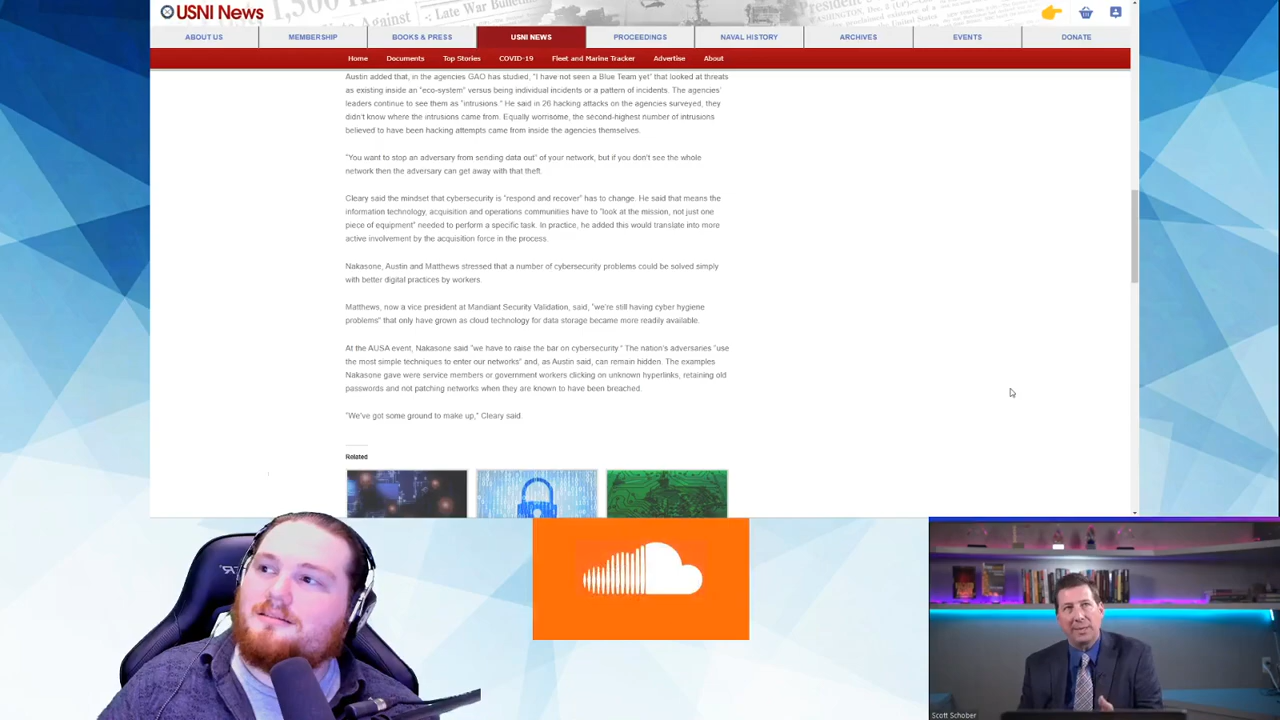 1,500 K
Late War Bulletin
Against
President
USNI News
ABOUT US
MEMBERSHIP
BOOKS & PRESS
USNI NEWS
PROCEEDINGS
NAVAL HISTORY
ARCHIVES
EVENTS
DONATE
Home
Documents
Top Stories
COVID-19
Fleet and Marine Tracker
Advertise
About
Austin added that, in the agencies GAO has studied, "I have not seen a Blue Team yet" that looked at threats
as existing inside an "eco-system" versus being individual incidents or a pattern of incidents. The agencies'
leaders continue to see them as "intrusions." He said in 26 hacking attacks on the agencies surveyed, they
didn't know where the intrusions came from. Equally worrisome, the second-highest number of intrusions
believed to have been hacking attempts came from inside the agencies themselves.
"You want to stop an adversary from sending data out" of your network, but if you don't see the whole
network then the adversary can get away with that theft.
Cleary said the mindset that cybersecurity is "respond and recover" has to change. He said that means the
information technology, acquisition and operations communities have to "look at the mission, not just one
piece of equipment" needed to perform a specific task. In practice, he added this would translate into more
active involvement by the acquisition force in the process.
Nakasone, Austin and Matthews stressed that a number of cybersecurity problems could be solved simply
with better digital practices by workers.
Matthews, now a vice president at Mandiant Security Validation, said, "we're still having cyber hygiene
problems" that only have grown as cloud technology for data storage became more readily available.
At the AUSA event, Nakasone said "we have to raise the bar on cybersecurity." The nation's adversaries "use
the most simple techniques to enter our networks" and, as Austin said, can remain hidden. The examples
Nakasone gave were service members or government workers clicking on unknown hyperlinks, retaining old
passwords and not patching networks when they are known to have been breached.
"We've got some ground to make up," Cleary said.
Related
Scott Schober